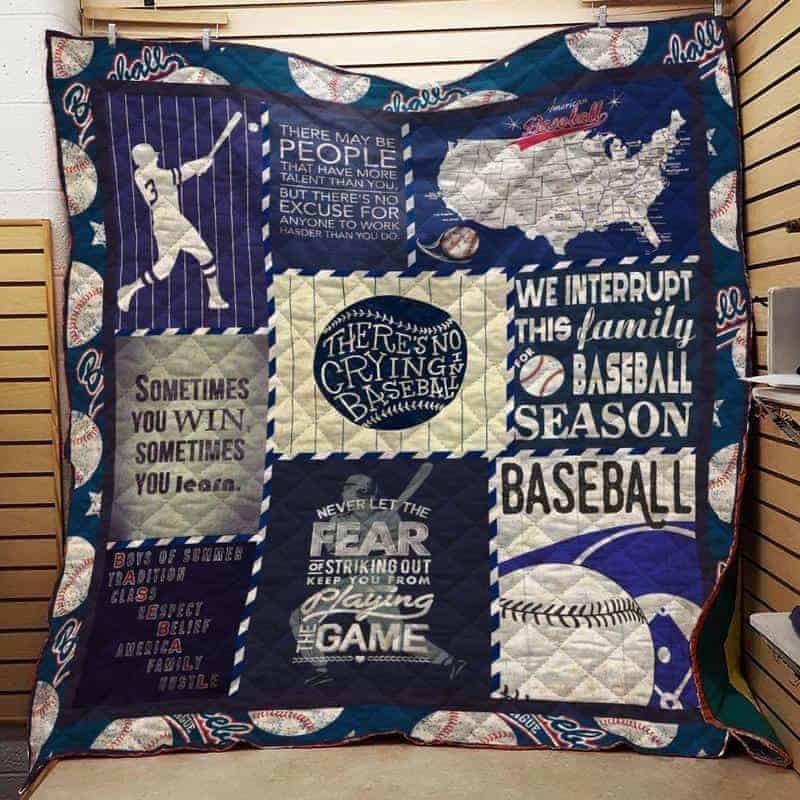 Baseball
Baseball
3
THERE MAY BE
PEOPLE
THAT HAVE MORE
TALENT THAN YOU,
BUT THERE'S NO
EXCUSE FOR
ANYONE TO WORK
HARDER THAN YOU DO.
American
Baseball
THERE'S NO
CRYING IN
BASEBALL
WE INTERRUPT
THIS family
FOR
BASEBALL
SEASON
SOMETIMES
YOU WIN,
SOMETIMES
YOU learn.
NEVER LET THE
FEAR
OF STRIKING OUT
KEEP YOU FROM
Playing
THE
GAME
BASEBALL
BOYS OF SUMMER
TRADITION
CLASS
RESPECT
BELIEF
AMERICA
FAMILY
HUSTLE